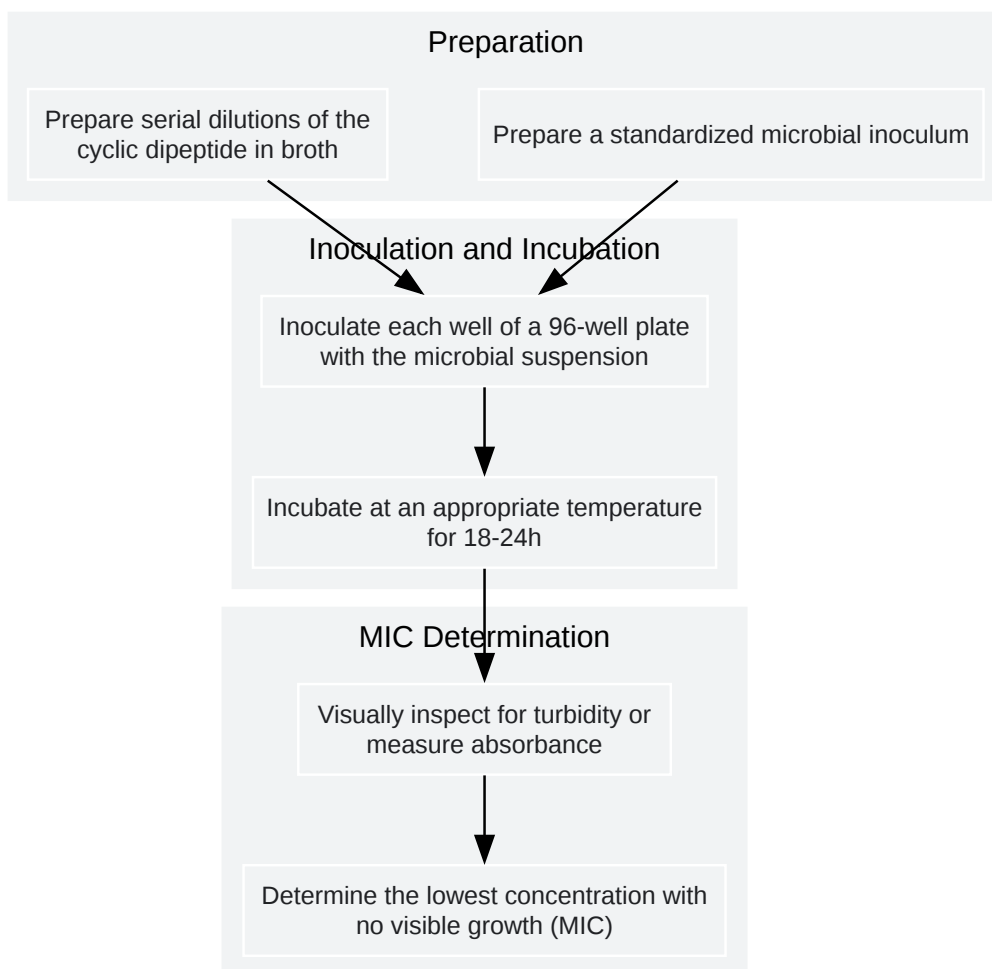 Preparation
Prepare serial dilutions of the
cyclic dipeptide in broth
Prepare a standardized microbial inoculum
Inoculation and Incubation
Inoculate each well of a 96-well plate
with the microbial suspension
Incubate at an appropriate temperature
for 18-24h
MIC Determination
Visually inspect for turbidity or
measure absorbance
Determine the lowest concentration with
no visible growth (MIC)